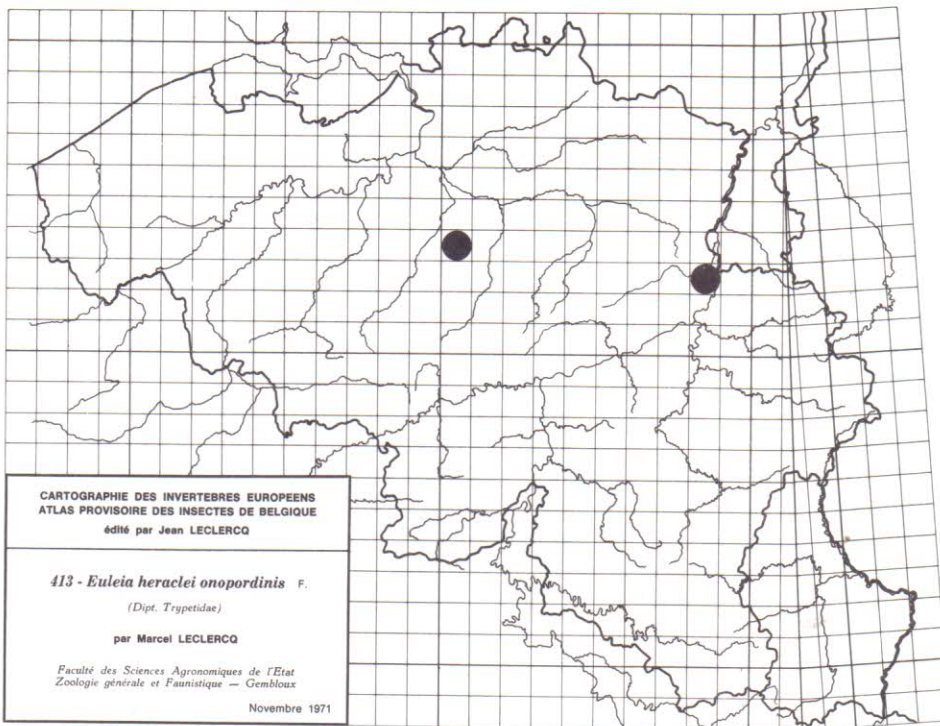 CARTOGRAPHIE DES INVERTEBRES EUROPEENS
ATLAS PROVISOIRE DES INSECTES DE BELGIQUE
édité par Jean LECLERCQ
413 - Euleia heraclei onopordinis F.
(Dipt. Trypetidae)
par Marcel LECLERCQ
Faculté des Sciences Agronomiques de l'Etat
Zoologie générale et Faunistique — Gembloux
Novembre 1971